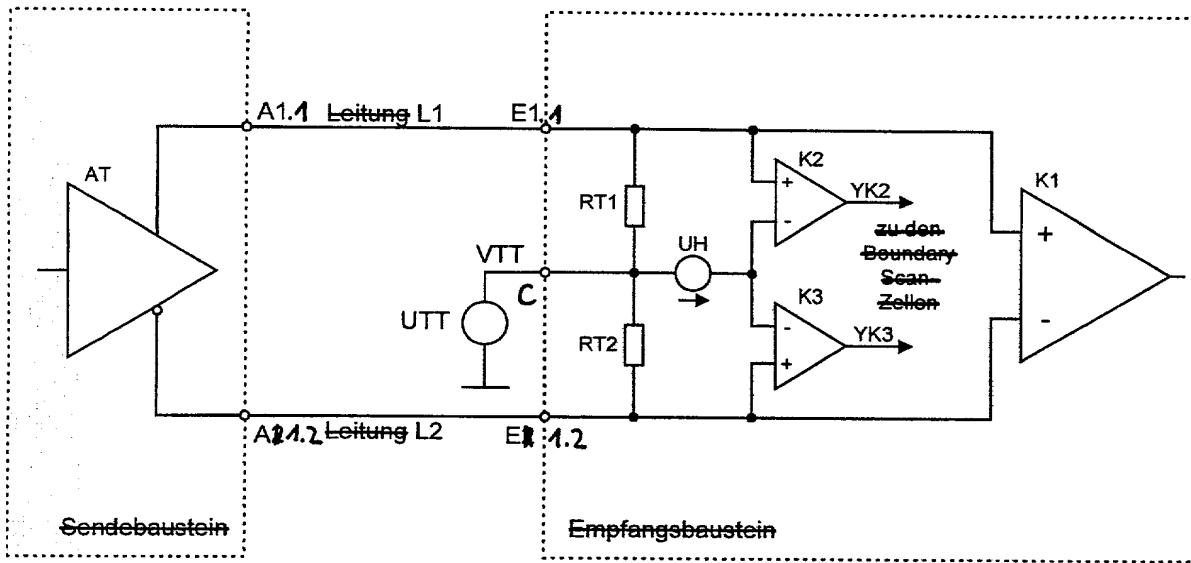 A1.1 Leitung L1 E1.1
AT
K2
K1
RT1
+
YK2
+
-
zu den
Boundary
Scan-
Zellen
VTT
UH
C
UTT
K3
-
RT2
YK3
+
-
A1.2 Leitung L2 E1.2
Sendebaustein
Empfangsbaustein